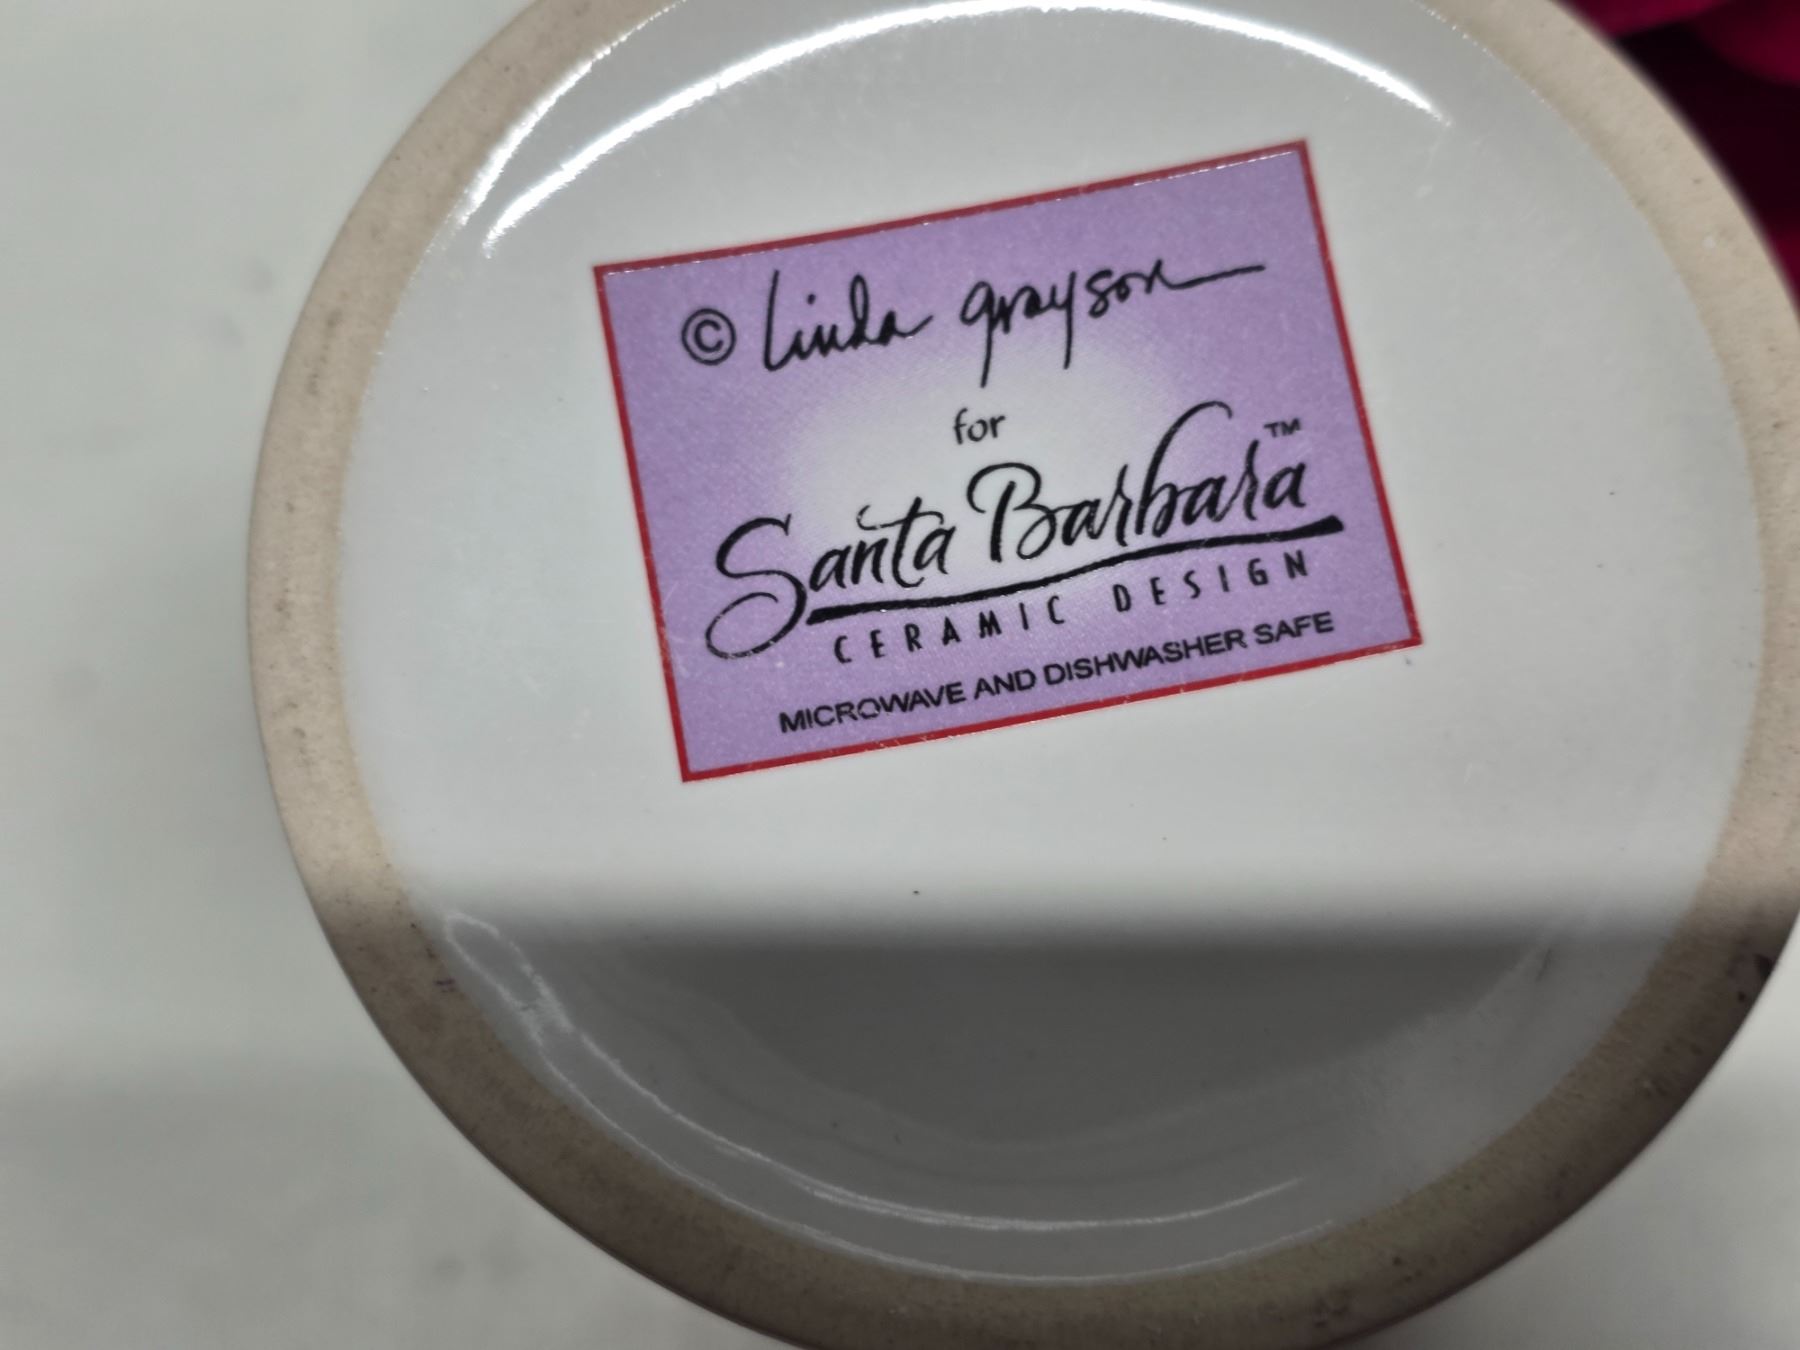 © Linda grayson
for
Santa Barbara™
CERAMIC DESIGN
MICROWAVE AND DISHWASHER SAFE